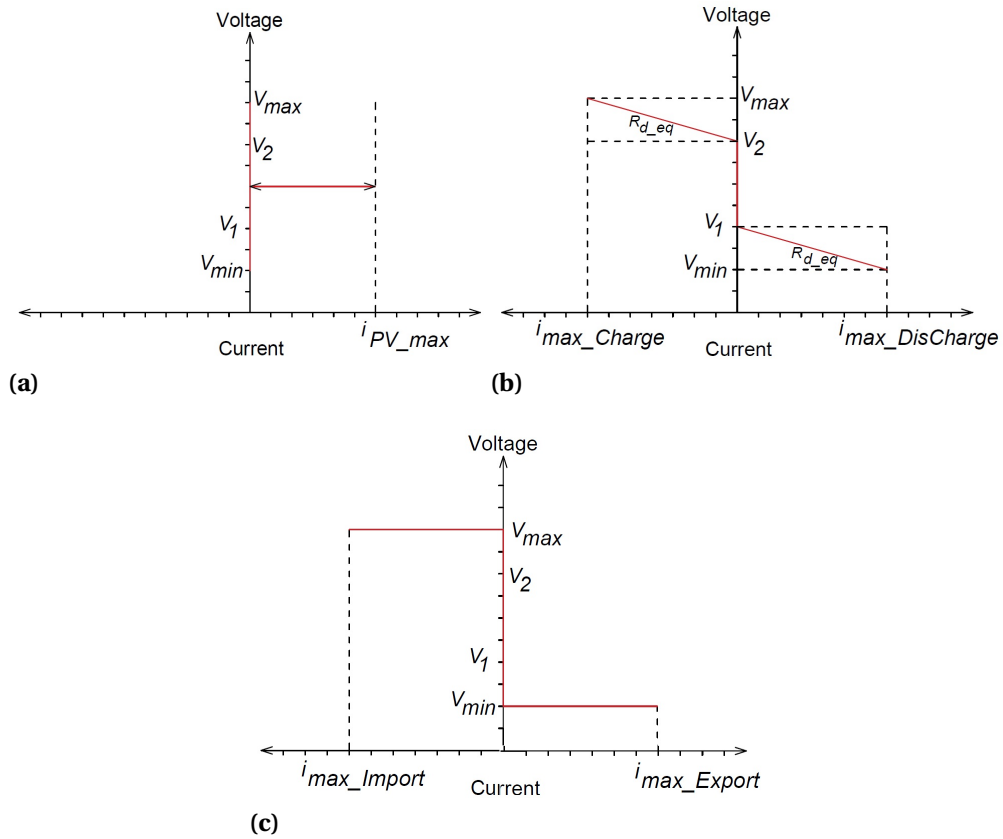 Voltage
Vmax
V2
V1
Vmin
iPV_max
Current
(a)
Voltage
Vmax
Rd_eq
V2
V1
Rd_eq
Vmin
imax_Charge
imax_DisCharge
Current
(b)
Voltage
Vmax
V2
V1
Vmin
imax_Import
imax_Export
Current
(c)